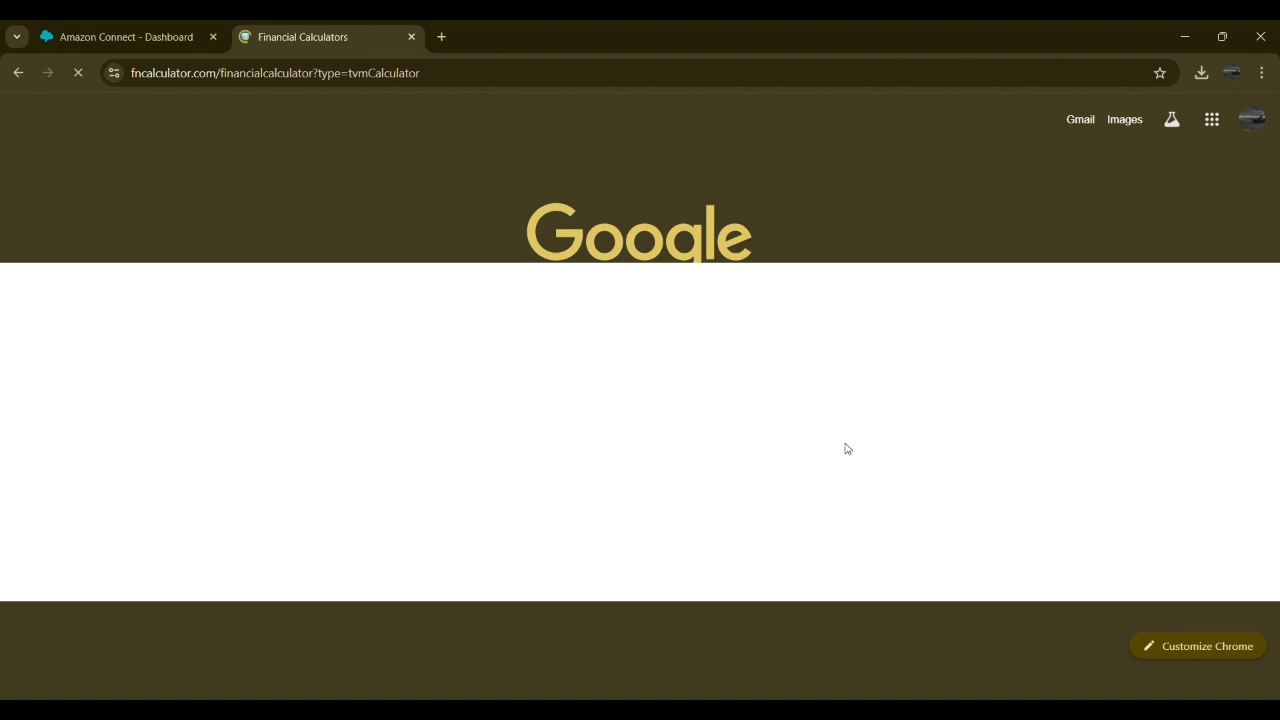 Amazon Connect - Dashboard
Financial Calculators
fncalculator.com/financialcalculator?type=tvmCalculator
Gmail Images
Google
Customize Chrome